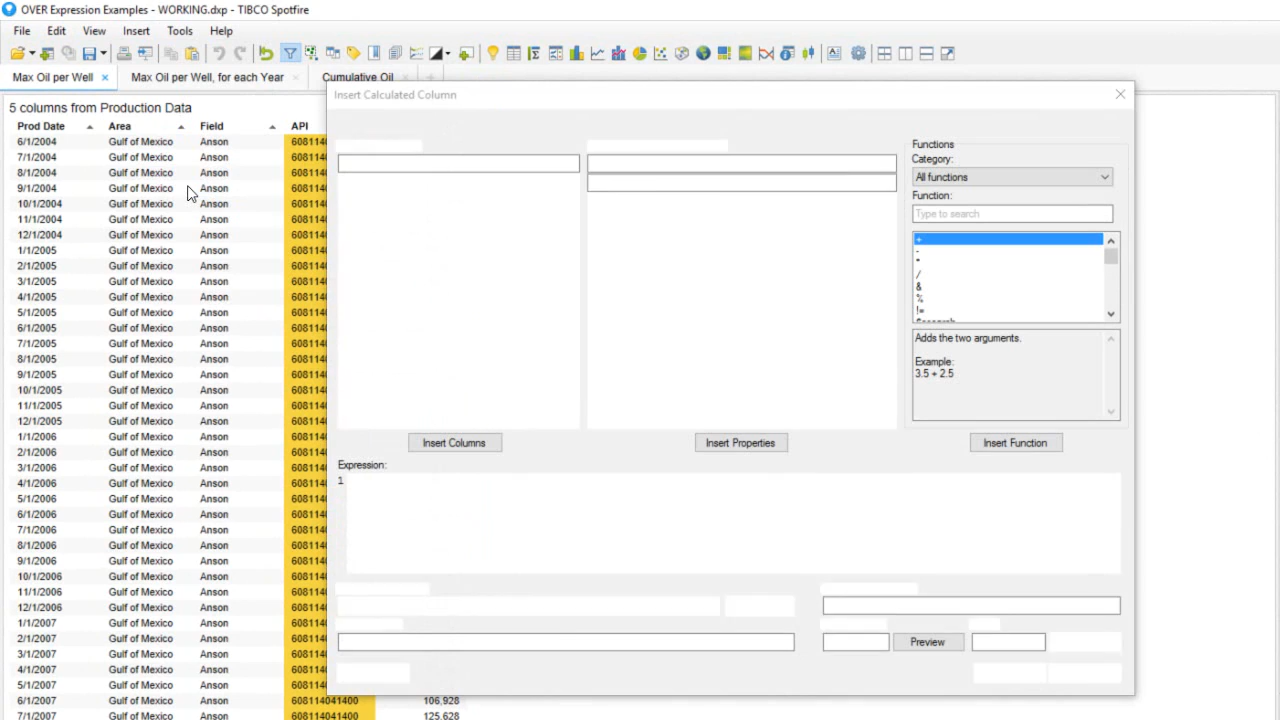 OVER Expression Examples - WORKING.dxp - TIBCO Spotfire
File Edit View Insert Tools Help
Max Oil per Well × Max Oil per Well, for each Year × Cumulative Oil
Insert Calculated Column
5 columns from Production Data
Prod Date Area Field API
6/1/2004 Gulf of Mexico Anson
7/1/2004 Gulf of Mexico Anson
8/1/2004 Gulf of Mexico Anson
9/1/2004 Gulf of Mexico Anson
10/1/2004 Gulf of Mexico Anson
11/1/2004 Gulf of Mexico Anson
12/1/2004 Gulf of Mexico Anson
1/1/2005 Gulf of Mexico Anson
2/1/2005 Gulf of Mexico Anson
3/1/2005 Gulf of Mexico Anson
4/1/2005 Gulf of Mexico Anson
5/1/2005 Gulf of Mexico Anson
6/1/2005 Gulf of Mexico Anson
7/1/2005 Gulf of Mexico Anson
8/1/2005 Gulf of Mexico Anson
9/1/2005 Gulf of Mexico Anson
10/1/2005 Gulf of Mexico Anson
11/1/2005 Gulf of Mexico Anson
12/1/2005 Gulf of Mexico Anson
1/1/2006 Gulf of Mexico Anson
2/1/2006 Gulf of Mexico Anson
3/1/2006 Gulf of Mexico Anson
4/1/2006 Gulf of Mexico Anson
5/1/2006 Gulf of Mexico Anson
6/1/2006 Gulf of Mexico Anson
7/1/2006 Gulf of Mexico Anson
8/1/2006 Gulf of Mexico Anson
9/1/2006 Gulf of Mexico Anson
10/1/2006 Gulf of Mexico Anson
11/1/2006 Gulf of Mexico Anson
12/1/2006 Gulf of Mexico Anson
1/1/2007 Gulf of Mexico Anson
2/1/2007 Gulf of Mexico Anson
3/1/2007 Gulf of Mexico Anson
4/1/2007 Gulf of Mexico Anson
5/1/2007 Gulf of Mexico Anson
6/1/2007 Gulf of Mexico Anson 608114041400 106,928
7/1/2007 Gulf of Mexico Anson 608114041400 125,628
Functions
Category:
All functions
Function:
Type to search
+
-
*
/
&
%
!=
Adds the two arguments.
Example:
3.5 + 2.5
Insert Columns Insert Properties Insert Function
Expression:
1
Preview